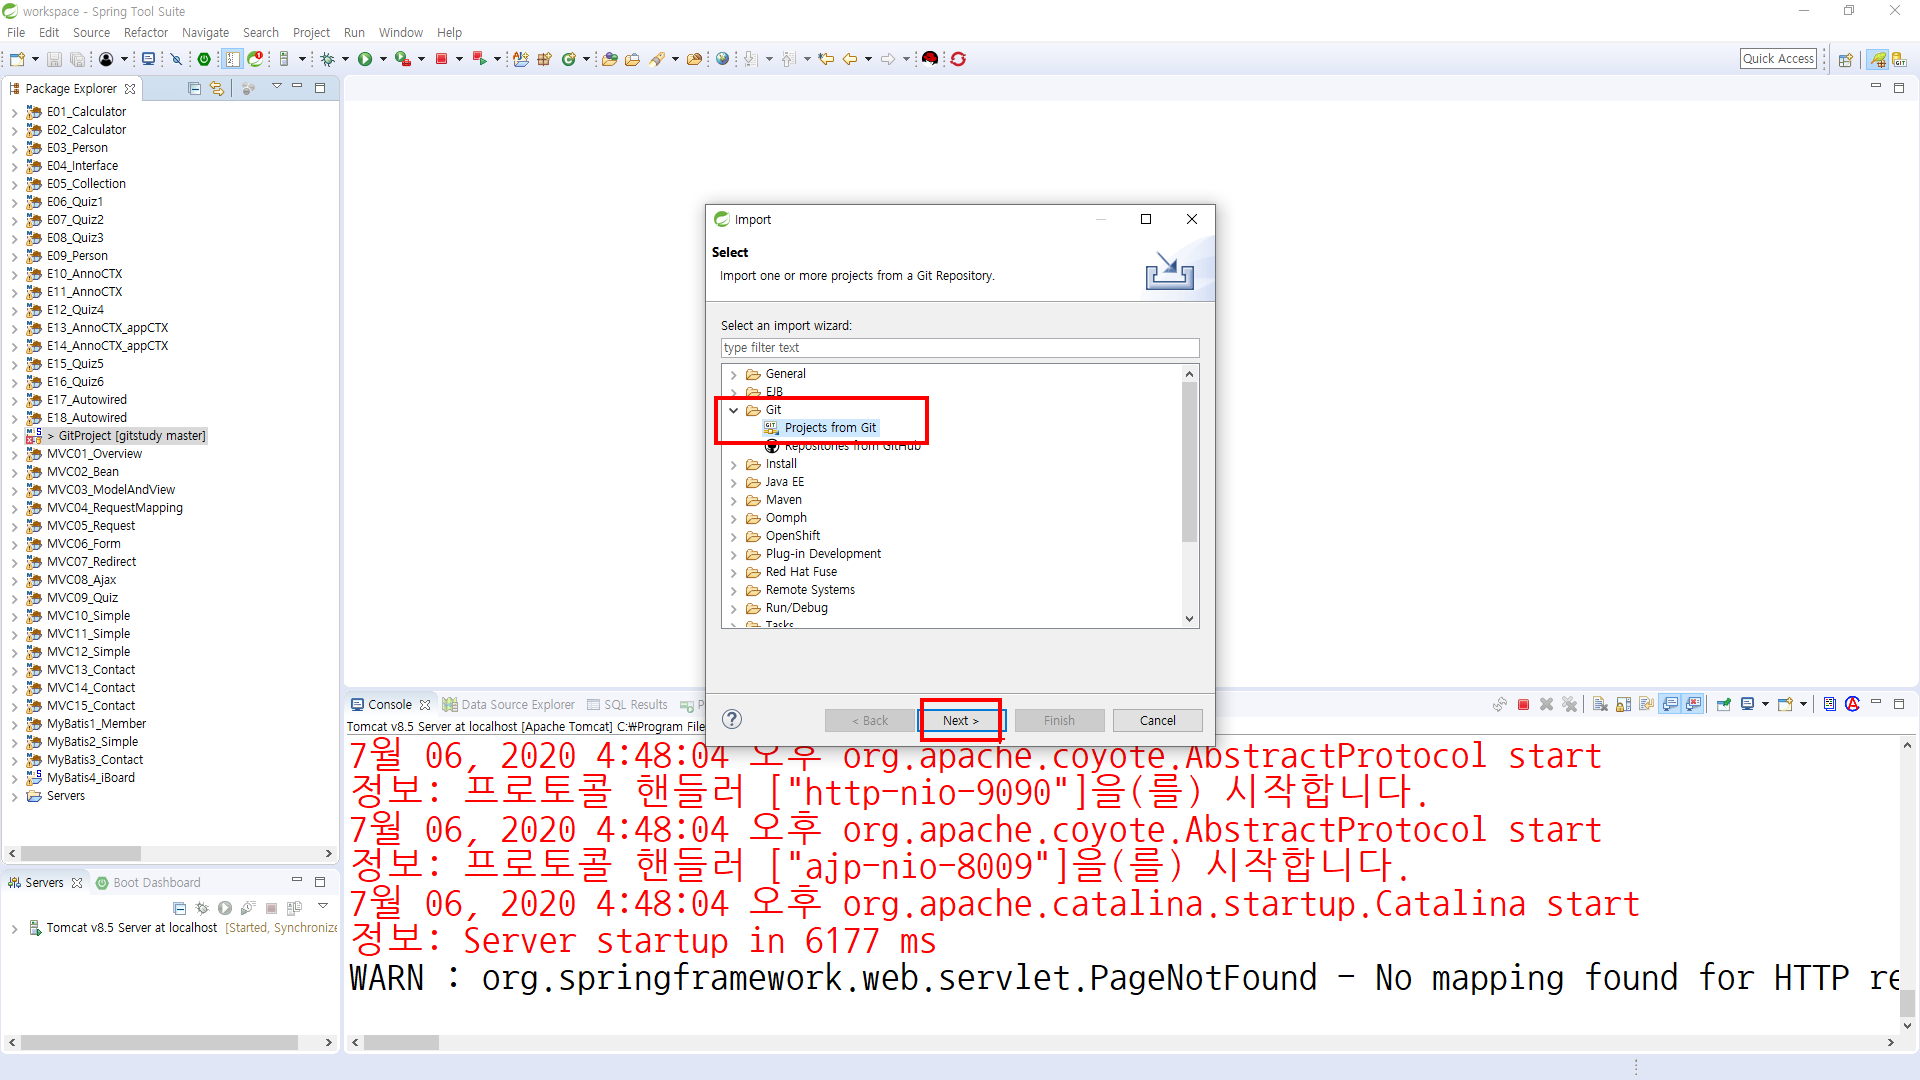 workspace - Spring Tool Suite
File Edit Source Refactor Navigate Search Project Run Window Help
Quick Access
Package Explorer
E01_Calculator
E02_Calculator
E03_Person
E04_Interface
E05_Collection
E06_Quiz1
E07_Quiz2
E08_Quiz3
E09_Person
E10_AnnoCTX
E11_AnnoCTX
E12_Quiz4
E13_AnnoCTX_appCTX
E14_AnnoCTX_appCTX
E15_Quiz5
E16_Quiz6
E17_Autowired
E18_Autowired
> GitProject [gitstudy master]
MVC01_Overview
MVC02_Bean
MVC03_ModelAndView
MVC04_RequestMapping
MVC05_Request
MVC06_Form
MVC07_Redirect
MVC08_Ajax
MVC09_Quiz
MVC10_Simple
MVC11_Simple
MVC12_Simple
MVC13_Contact
MVC14_Contact
MVC15_Contact
MyBatis1_Member
MyBatis2_Simple
MyBatis3_Contact
MyBatis4_iBoard
Servers
Servers Boot Dashboard
Tomcat v8.5 Server at localhost [Started, Synchronize
Import
Select
Import one or more projects from a Git Repository.
Select an import wizard:
type filter text
General
EJB
Git
Projects from Git
Repositories from GitHub
Install
Java EE
Maven
Oomph
OpenShift
Plug-in Development
Red Hat Fuse
Remote Systems
Run/Debug
Tasks
< Back Next > Finish Cancel
Console Data Source Explorer SQL Results P
Tomcat v8.5 Server at localhost [Apache Tomcat] C:₩Program File
7월 06, 2020 4:48:04 오후 org.apache.coyote.AbstractProtocol start
정보: 프로토콜 핸들러 ["http-nio-9090"]을(를) 시작합니다.
7월 06, 2020 4:48:04 오후 org.apache.coyote.AbstractProtocol start
정보: 프로토콜 핸들러 ["ajp-nio-8009"]을(를) 시작합니다.
7월 06, 2020 4:48:04 오후 org.apache.catalina.startup.Catalina start
정보: Server startup in 6177 ms
WARN : org.springframework.web.servlet.PageNotFound - No mapping found for HTTP re